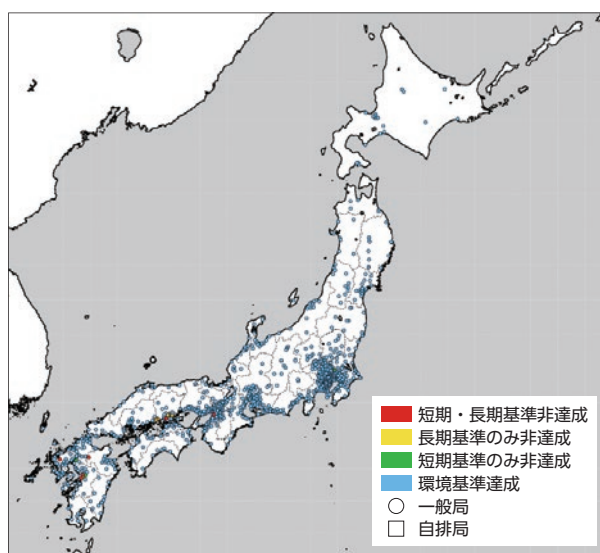 短期・長期基準非達成
長期基準のみ非達成
短期基準のみ非達成
環境基準達成
一般局
自排局